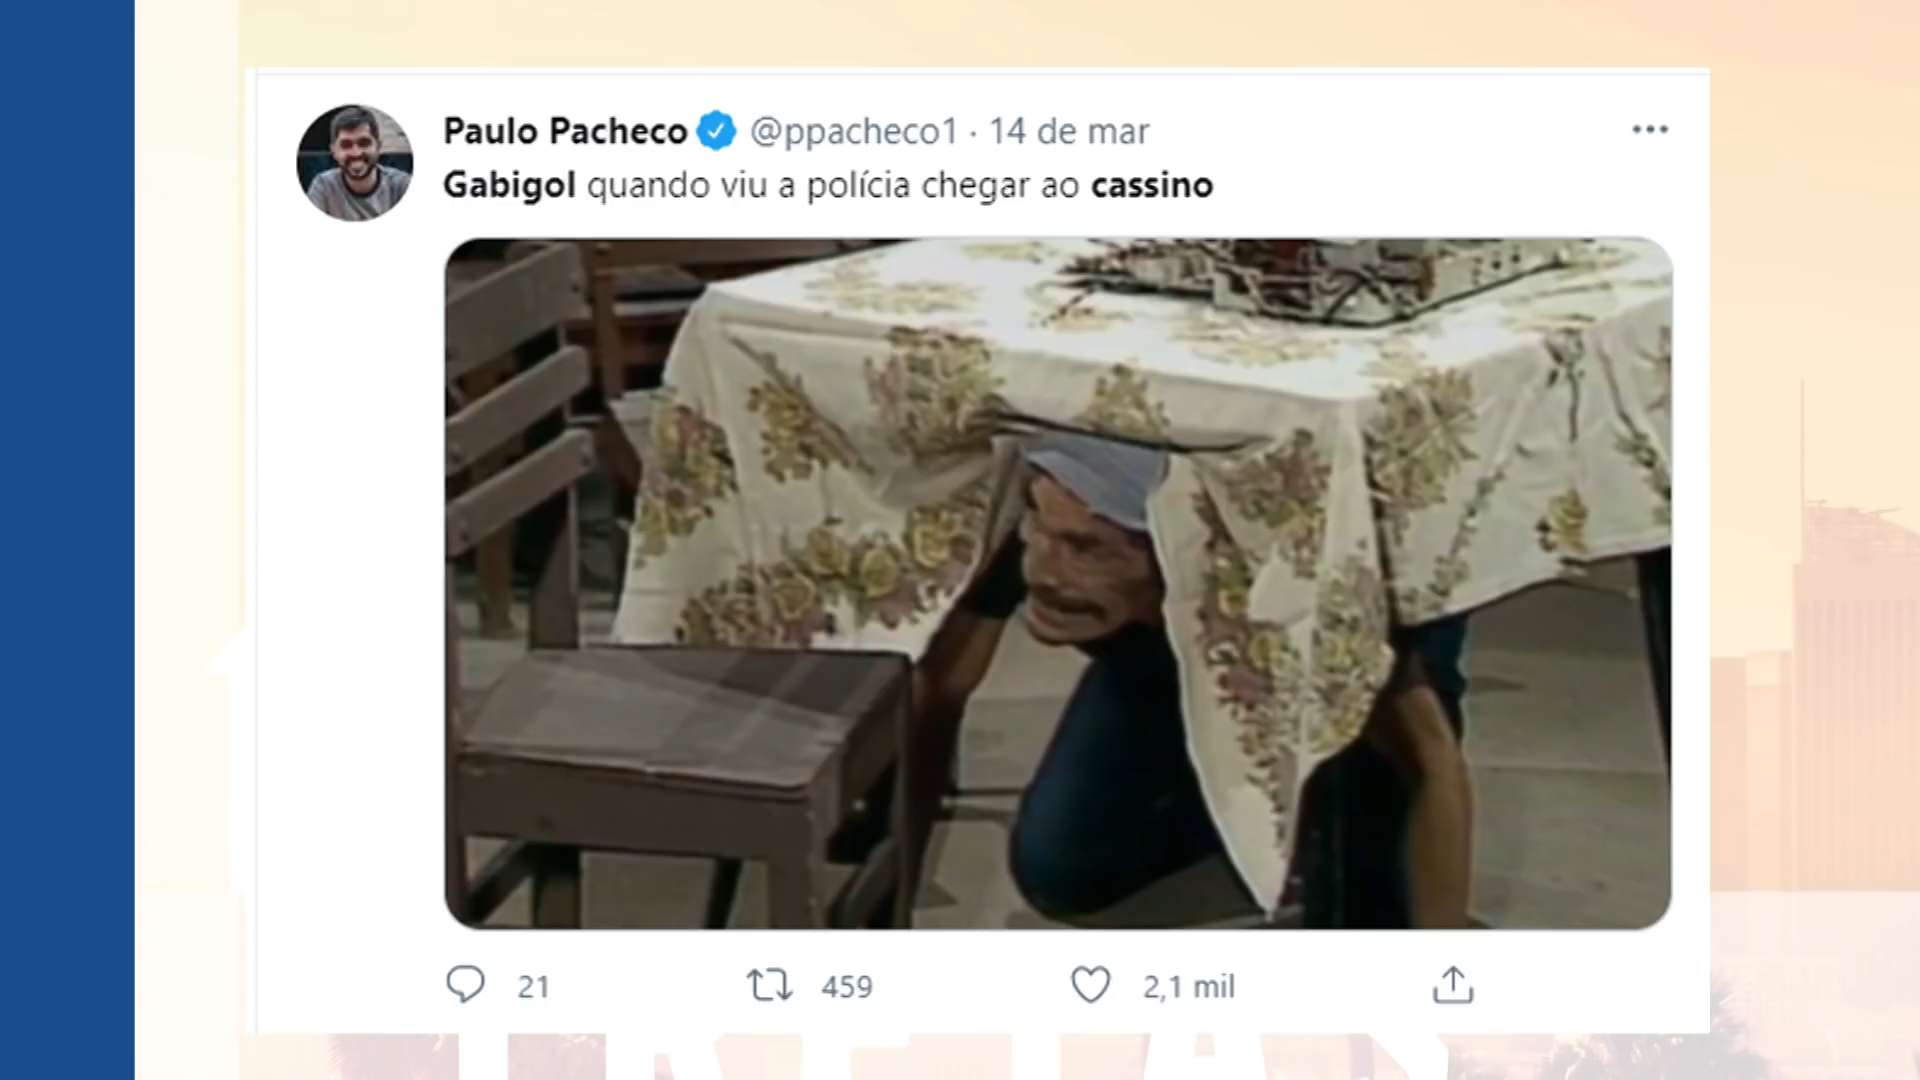 Paulo Pacheco @ppacheco1 · 14 de mar
Gabigol quando viu a polícia chegar ao cassino
21 459 2,1 mil